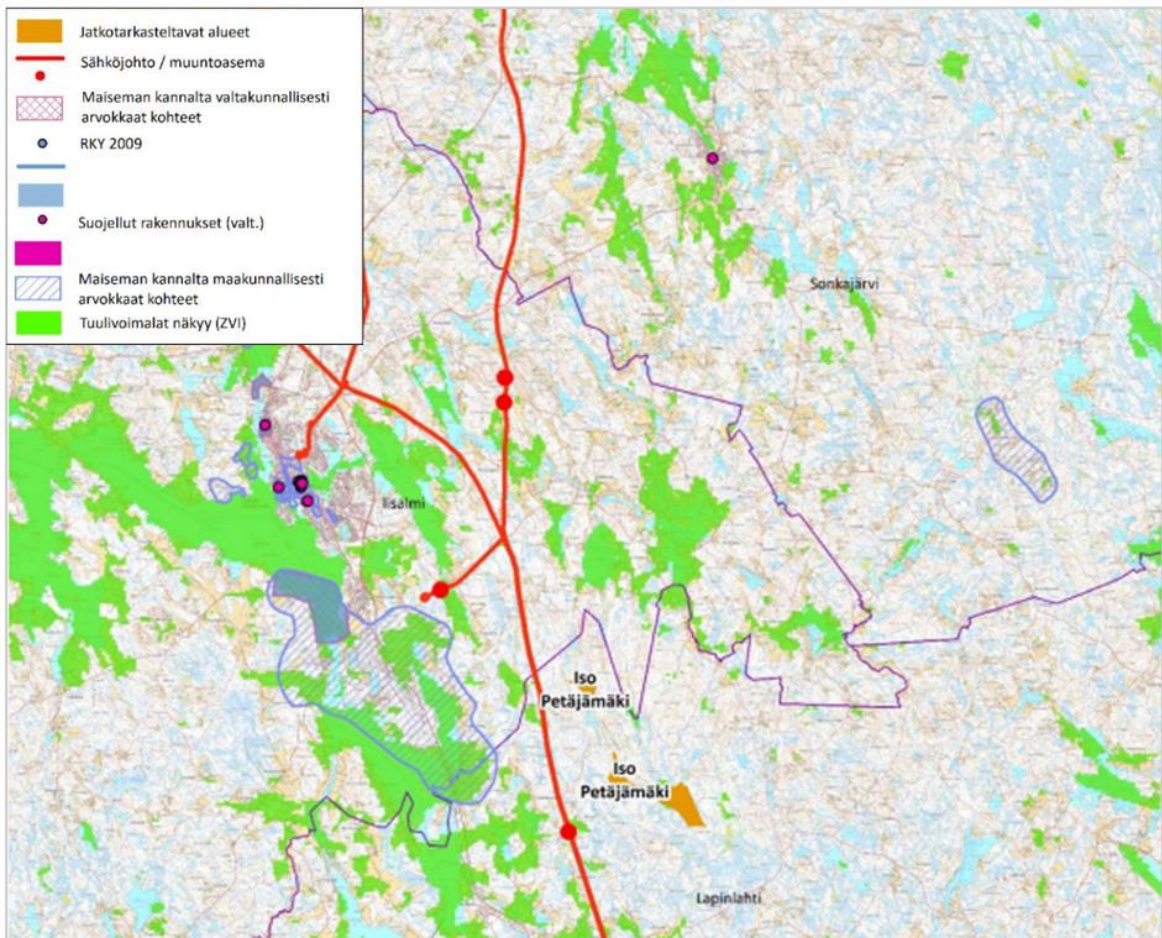 Jatkotarkasteltavat alueet
Sähköjohto / muuntoasema
Maiseman kannalta valtakunnallisesti
arvokkaat kohteet
RKY 2009
Suojellut rakennukset (valt.)
Maiseman kannalta maakunnallisesti
arvokkaat kohteet
Tuulivoimalat näkyy (ZVI)
Sonkajärvi
Iisalmi
Iso
Petäjämäki
Iso
Petäjämäki
Lapinlahti